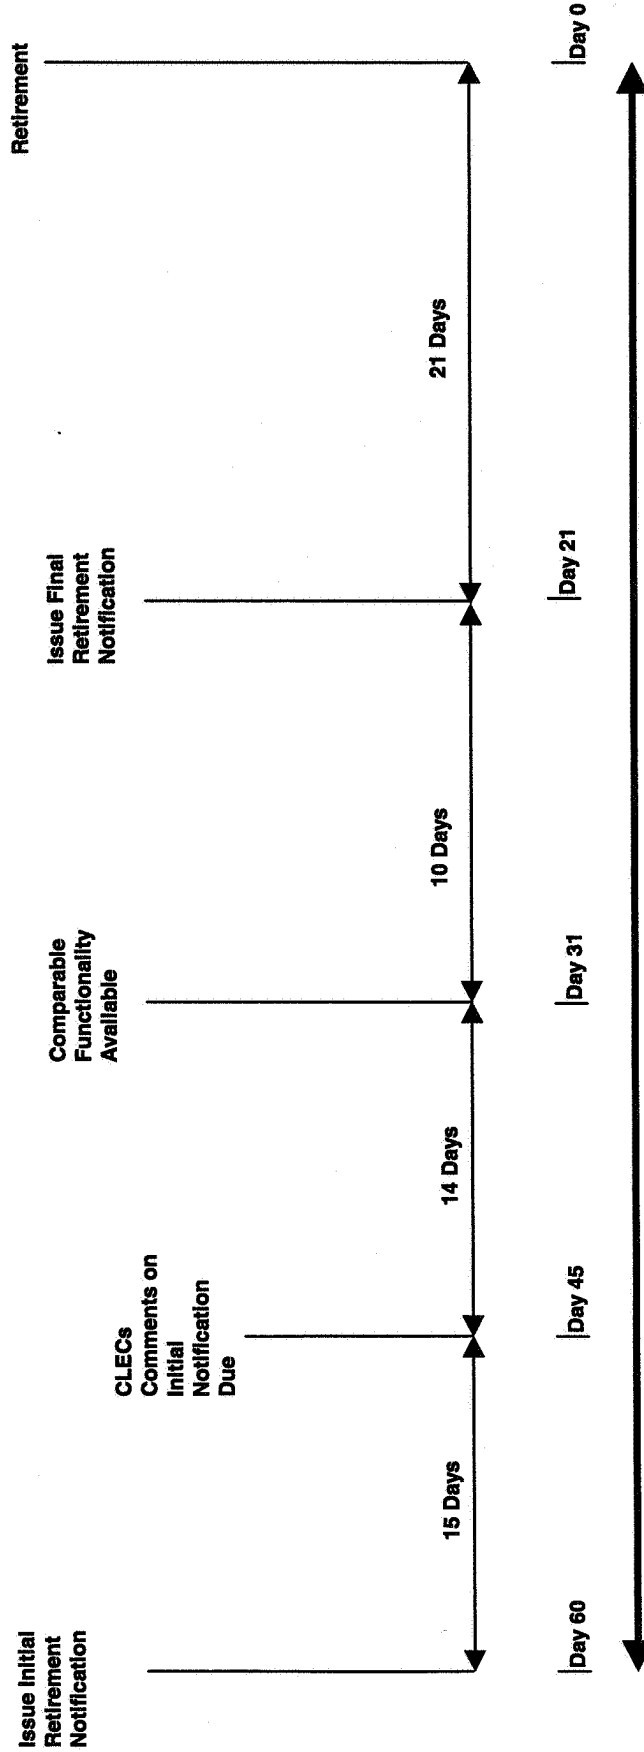 Issue Initial
Retirement
Notification
CLECs
Comments on
Initial
Notification
Due
Comparable
Functionality
Available
Issue Final
Retirement
Notification
Retirement
15 Days
14 Days
10 Days
21 Days
Day 60
Day 45
Day 31
Day 21
Day 0